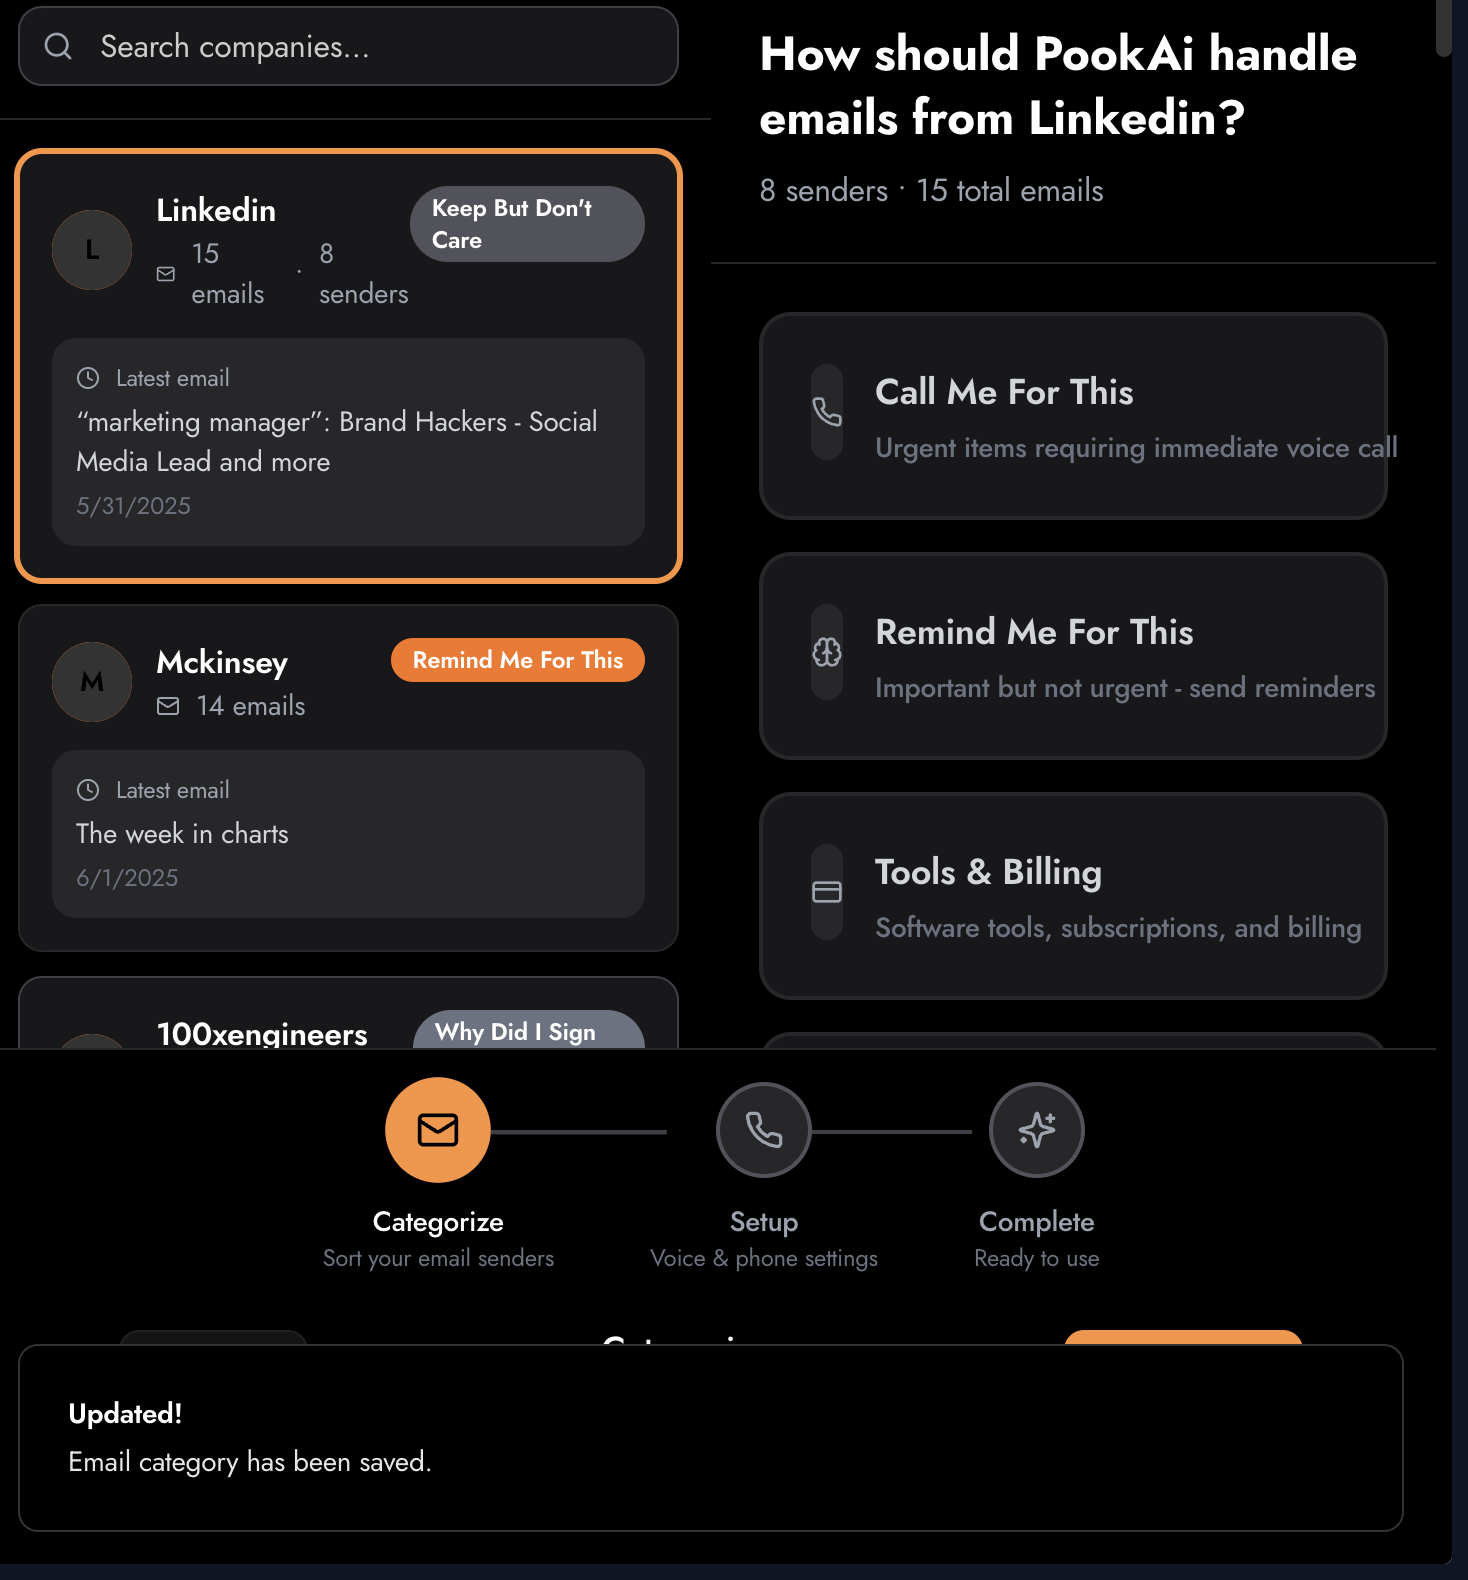 Search companies...
L
Linkedin
15
emails
·
8
senders
Keep But Don't
Care
Latest email
“marketing manager”: Brand Hackers - Social
Media Lead and more
5/31/2025
M
Mckinsey
14 emails
Remind Me For This
Latest email
The week in charts
6/1/2025
100xengineers
Why Did I Sign
How should PookAi handle
emails from Linkedin?
8 senders · 15 total emails
Call Me For This
Urgent items requiring immediate voice call
Remind Me For This
Important but not urgent - send reminders
Tools & Billing
Software tools, subscriptions, and billing
Categorize
Sort your email senders
Setup
Voice & phone settings
Complete
Ready to use
Updated!
Email category has been saved.